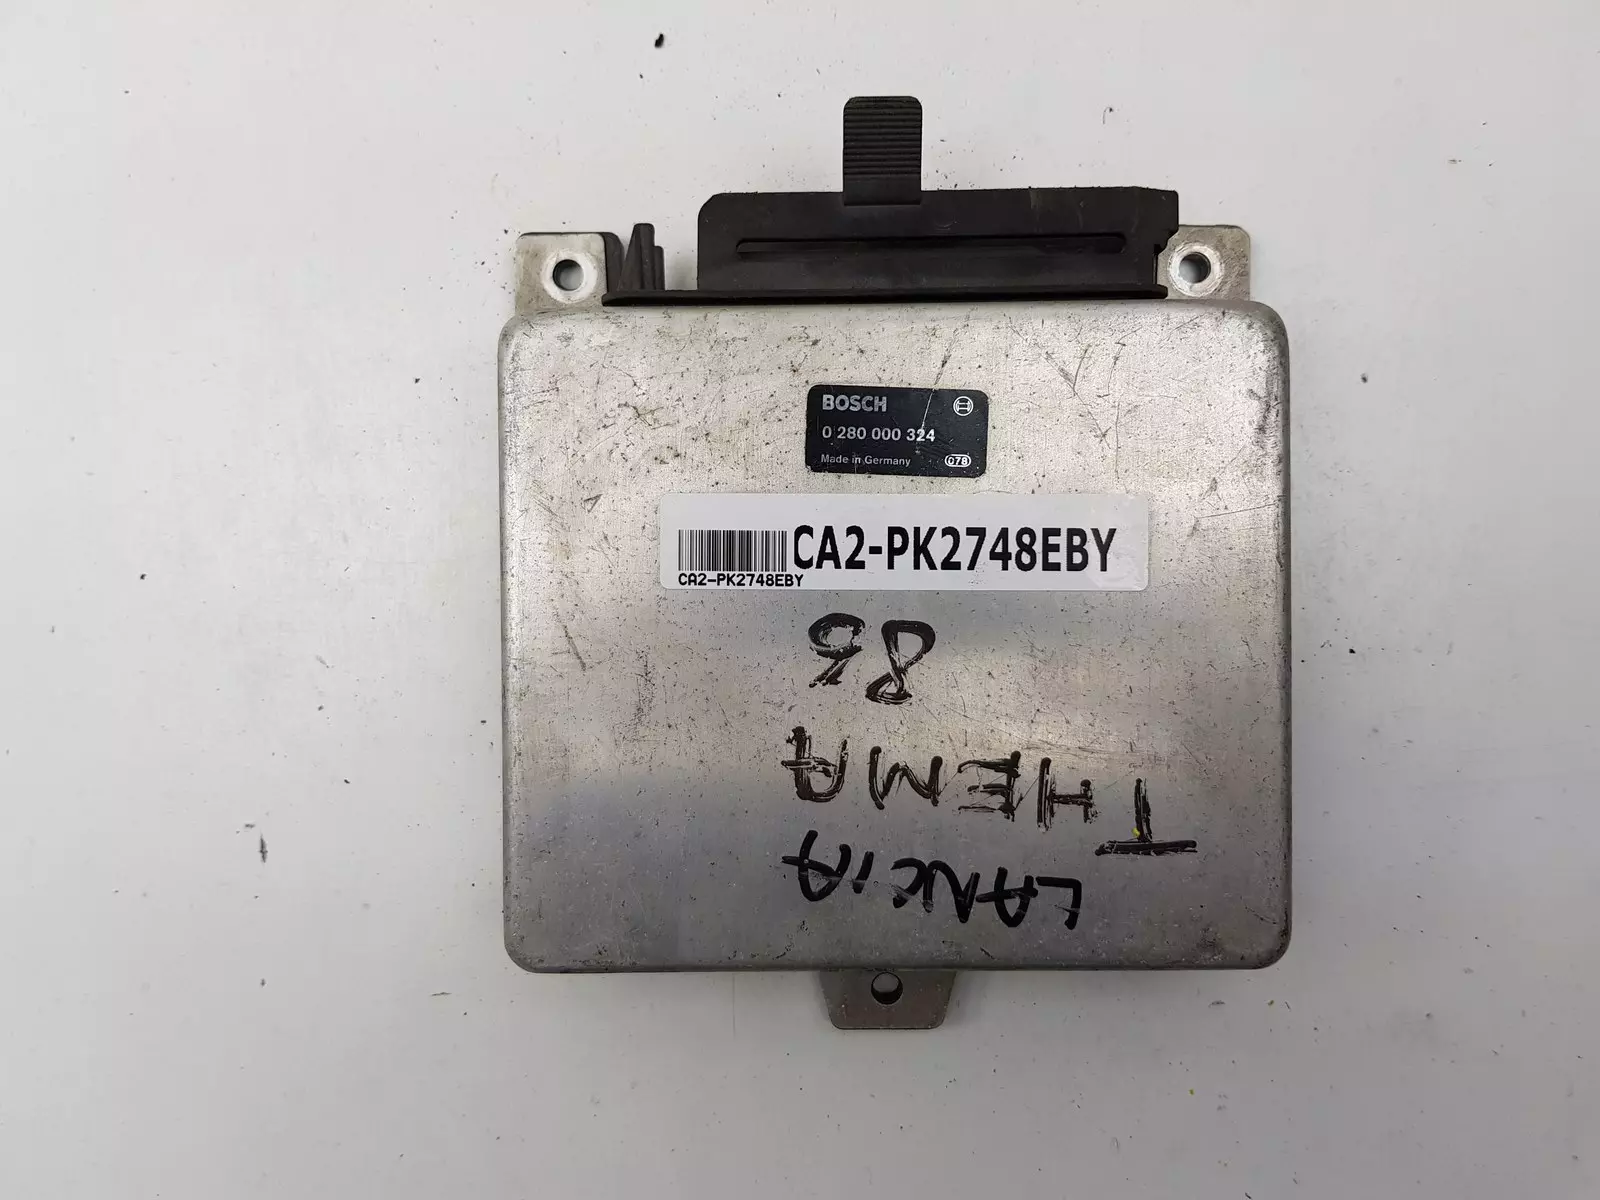 BOSCH
0 280 000 324
Made in Germany 078
CA2-PK2748EBY
CA2-PK2748EBY
LANCIA
THEMA
86